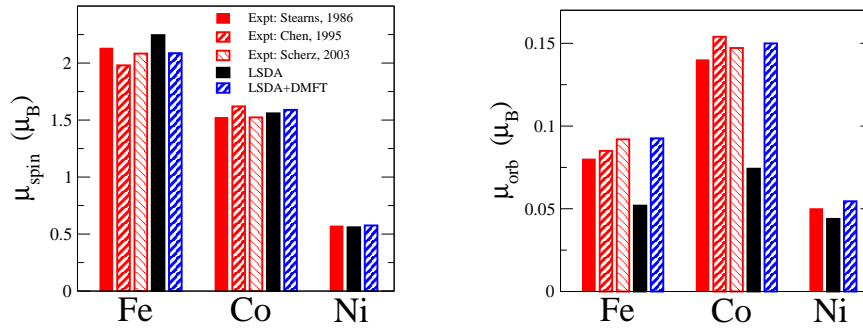 Expt: Stearns, 1986
Expt: Chen, 1995
Expt: Scherz, 2003
LSDA
LSDA+DMFT
μspin (μB)
2
1.5
1
0.5
0
Fe Co Ni
μorb (μB)
0.15
0.1
0.05
0
Fe Co Ni